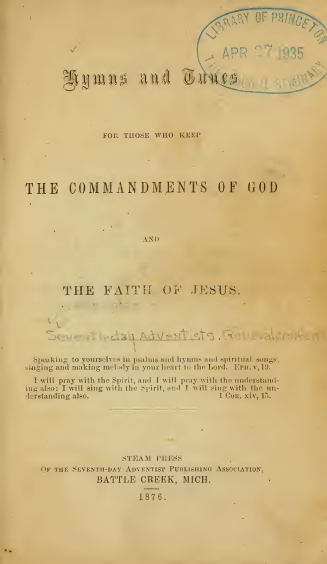 LIBRARY OF PRINCETON
APR 27 1935
THEOLOGICAL SEMINARY
Hymns and Tunes
FOR THOSE WHO KEEP
THE COMMANDMENTS OF GOD
AND
THE FAITH OF JESUS.
Seventh-day Adventists. General
Speaking to yourselves in psalms and hymns and spiritual songs,
singing and making melody in your heart to the Lord. EPH. v, 19.
I will pray with the Spirit, and I will pray with the understand-
ing also: I will sing with the Spirit, and I will sing with the un-
derstanding also. 1 COR. xiv, 15.
STEAM PRESS
OF THE SEVENTH-DAY ADVENTIST PUBLISHING ASSOCIATION,
BATTLE CREEK, MICH.
1876.